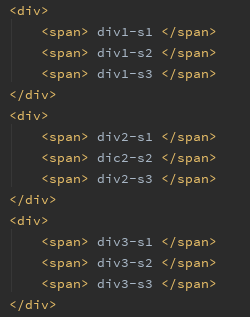 <div>
<span> div1-s1 </span>
<span> div1-s2 </span>
<span> div1-s3 </span>
</div>
<div>
<span> div2-s1 </span>
<span> dic2-s2 </span>
<span> div2-s3 </span>
</div>
<div>
<span> div3-s1 </span>
<span> div3-s2 </span>
<span> div3-s3 </span>
</div>